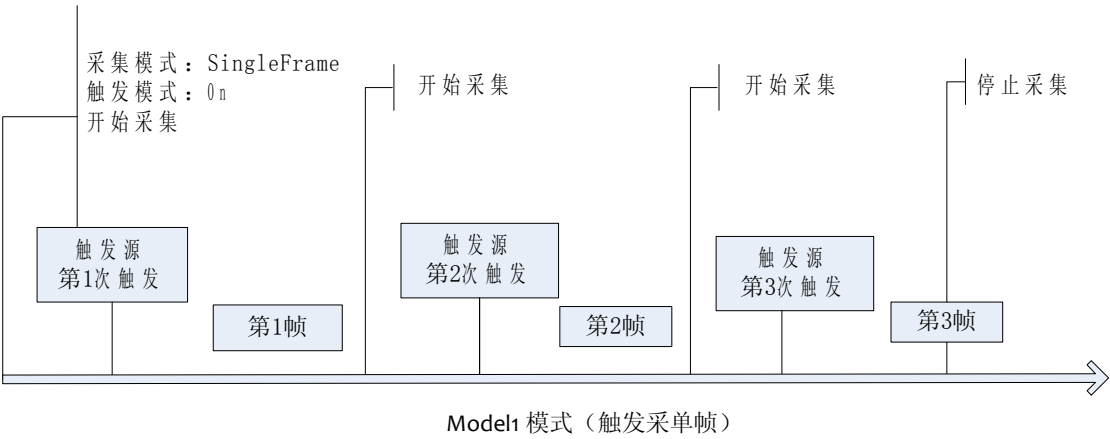 采集模式：SingleFrame
触发模式：On
开始采集
开始采集
开始采集
停止采集
触发源
第1次触发
触发源
第2次触发
触发源
第3次触发
第1帧
第2帧
第3帧
Model1 模式（触发采单帧）